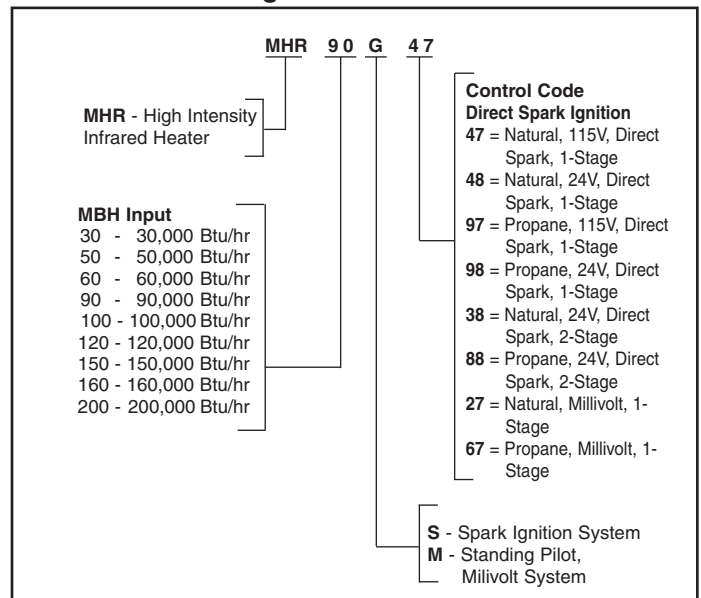 MHR 90 G 47
MHR - High Intensity
Infrared Heater
MBH Input
30 - 30,000 Btu/hr
50 - 50,000 Btu/hr
60 - 60,000 Btu/hr
90 - 90,000 Btu/hr
100 - 100,000 Btu/hr
120 - 120,000 Btu/hr
150 - 150,000 Btu/hr
160 - 160,000 Btu/hr
200 - 200,000 Btu/hr
Control Code
Direct Spark Ignition
47 = Natural, 115V, Direct
Spark, 1-Stage
48 = Natural, 24V, Direct
Spark, 1-Stage
97 = Propane, 115V, Direct
Spark, 1-Stage
98 = Propane, 24V, Direct
Spark, 1-Stage
38 = Natural, 24V, Direct
Spark, 2-Stage
88 = Propane, 24V, Direct
Spark, 2-Stage
27 = Natural, Millivolt, 1-
Stage
67 = Propane, Millivolt, 1-
Stage
S - Spark Ignition System
M - Standing Pilot,
Milivolt System